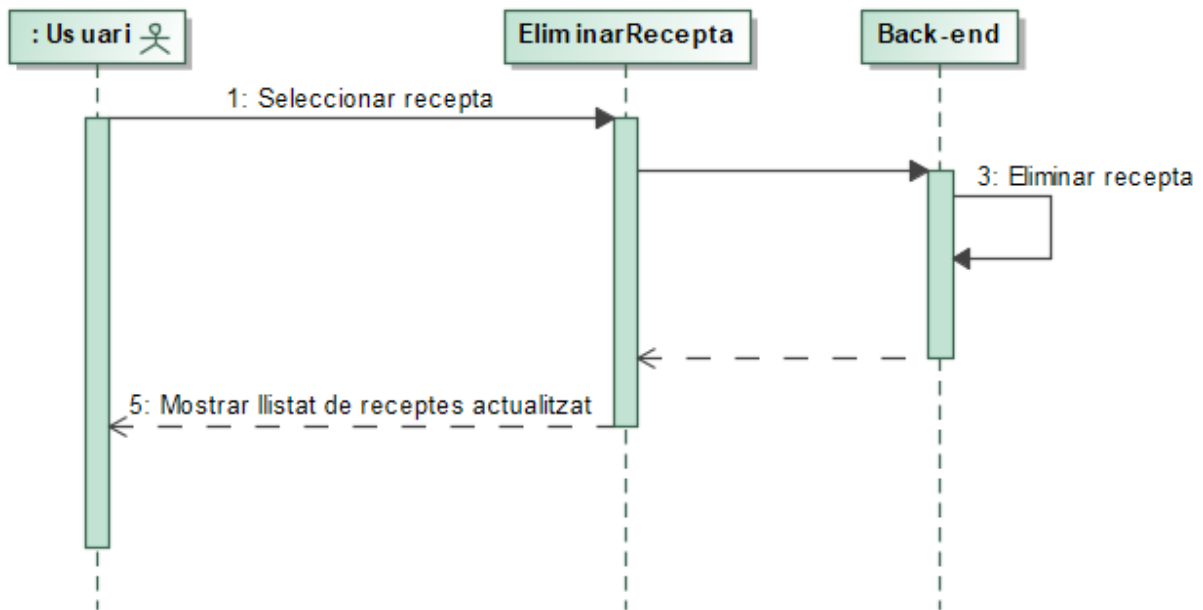 : Usuari
EliminarRecepta
Back-end
1: Seleccionar recepta
3: Eliminar recepta
5: Mostrar llistat de receptes actualitzat